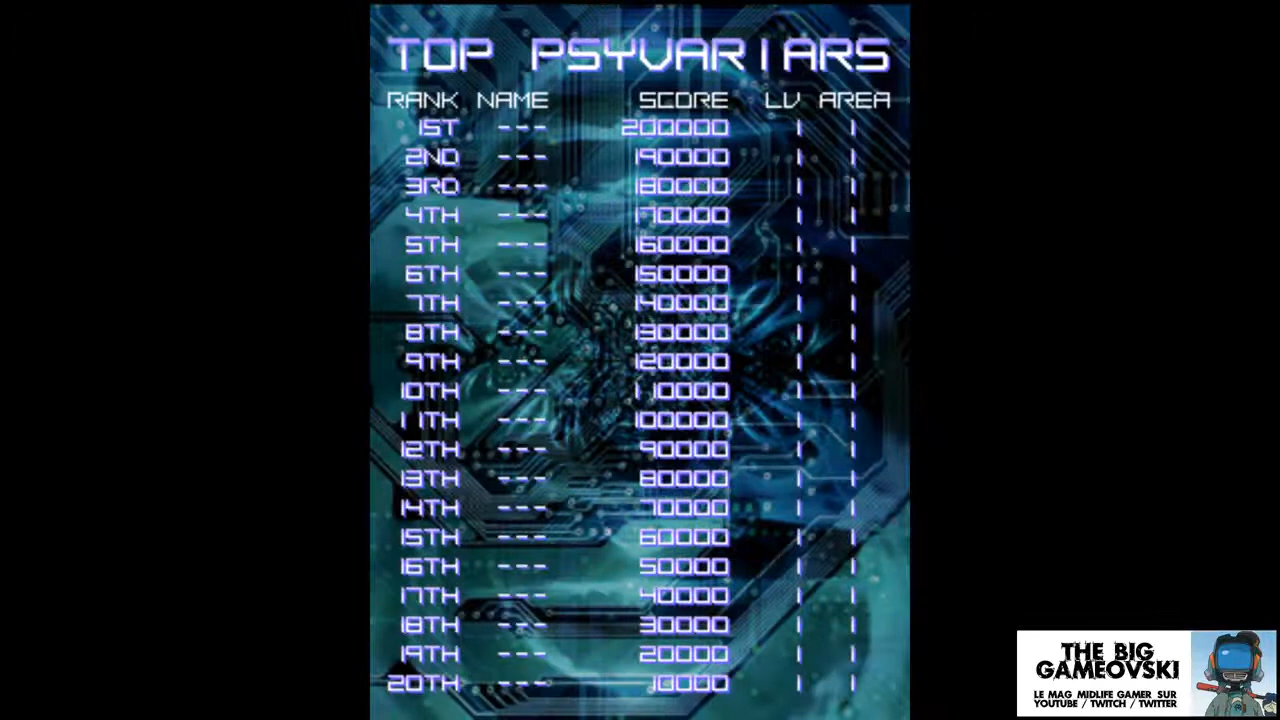 TOP PSYVARIARS
RANK NAME SCORE LV AREA
1ST --- 200000 1 1
2ND --- 190000 1 1
3RD --- 180000 1 1
4TH --- 170000 1 1
5TH --- 160000 1 1
6TH --- 150000 1 1
7TH --- 140000 1 1
8TH --- 130000 1 1
9TH --- 120000 1 1
10TH --- 110000 1 1
11TH --- 100000 1 1
12TH --- 90000 1 1
13TH --- 80000 1 1
14TH --- 70000 1 1
15TH --- 60000 1 1
16TH --- 50000 1 1
17TH --- 40000 1 1
18TH --- 30000 1 1
19TH --- 20000 1 1
20TH --- 10000 1 1
THE BIG
GAMEOVSKI
LE MAG MIDLIFE GAMER SUR
YOUTUBE / TWITCH / TWITTER